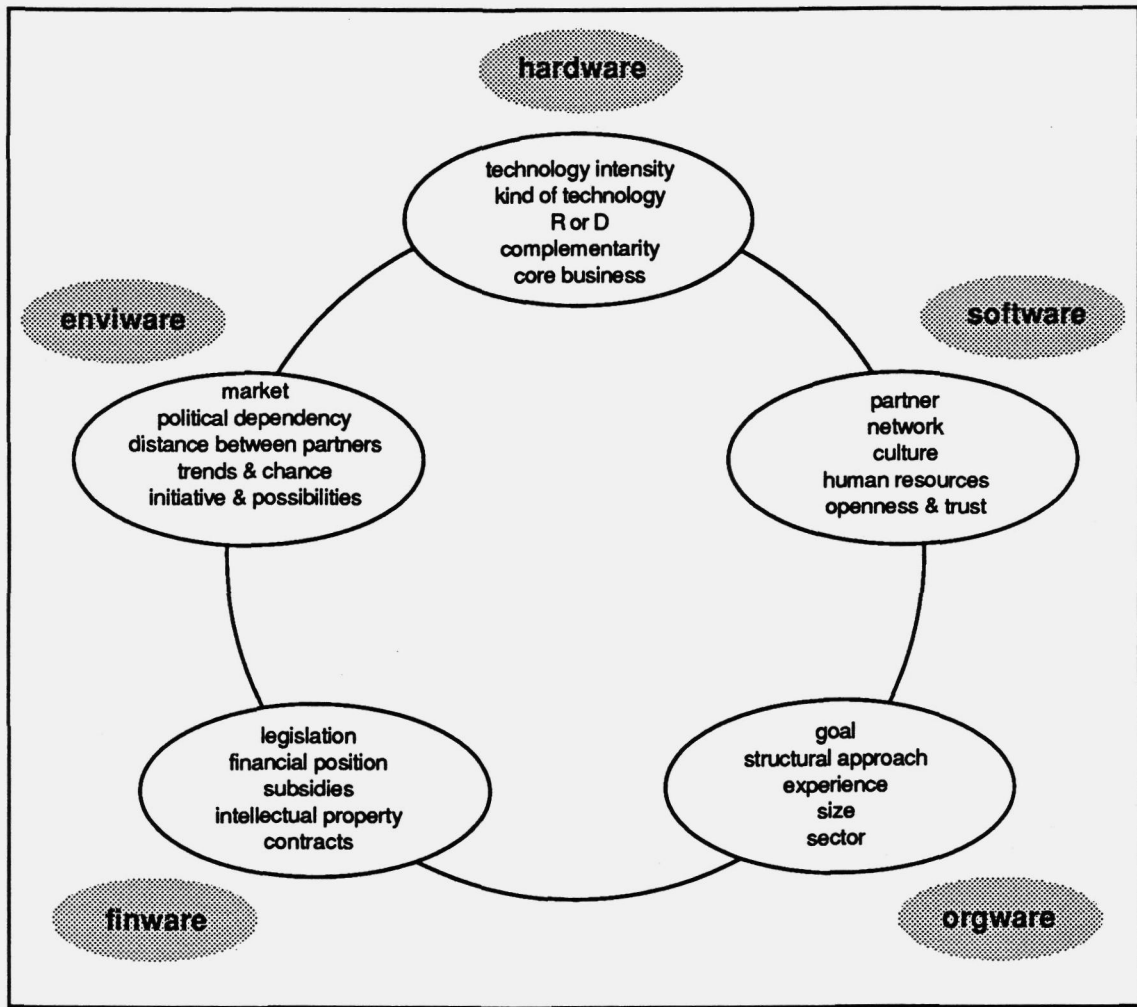 hardware
technology intensity
kind of technology
R or D
complementarity
core business
enviware
market
political dependency
distance between partners
trends & chance
initiative & possibilities
software
partner
network
culture
human resources
openness & trust
legislation
financial position
subsidies
intellectual property
contracts
finware
goal
structural approach
experience
size
sector
orgware